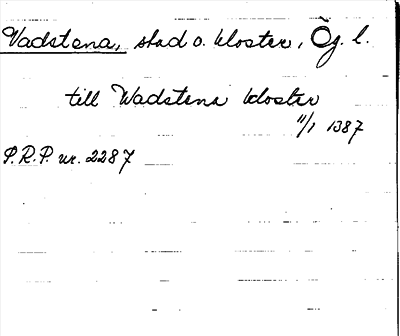 Vadstena, stad o. kloster, Ög. l.
till Wadstena kloster
11/1 1387
P.R.P. nr. 2287